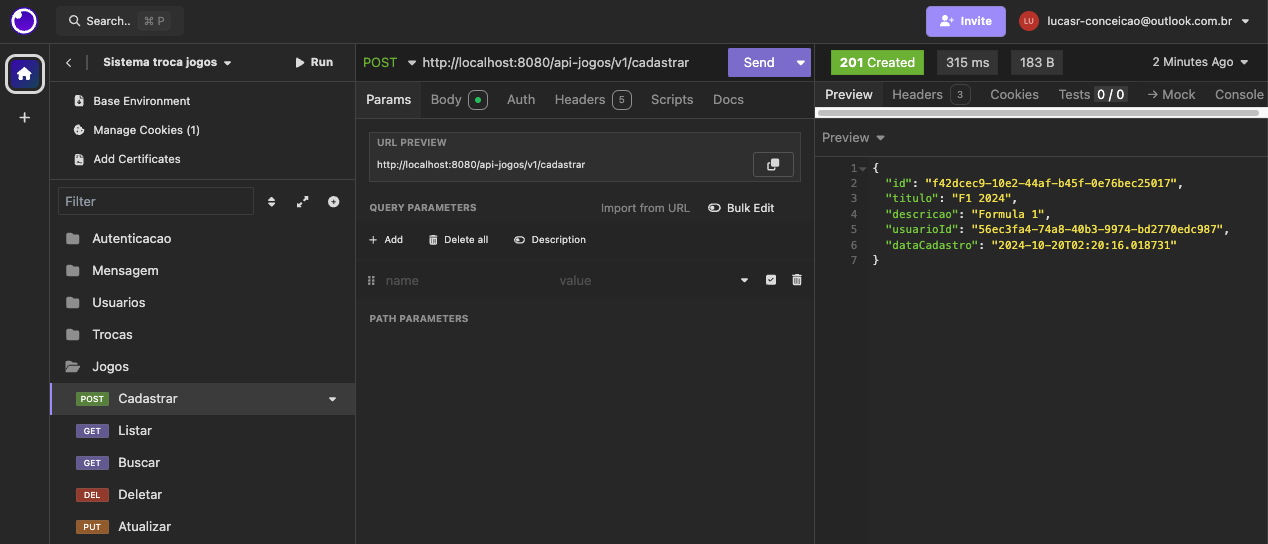 Search.. ⌘ P
Invite
LU lucasr-conceicao@outlook.com.br
Sistema troca jogos
Run
Base Environment
Manage Cookies (1)
Add Certificates
Filter
Autenticacao
Mensagem
Usuarios
Trocas
Jogos
POST Cadastrar
GET Listar
GET Buscar
DEL Deletar
PUT Atualizar
POST http://localhost:8080/api-jogos/v1/cadastrar Send
Params Body Auth Headers 5 Scripts Docs
URL PREVIEW
http://localhost:8080/api-jogos/v1/cadastrar
QUERY PARAMETERS Import from URL Bulk Edit
+ Add Delete all Description
name value
PATH PARAMETERS
201 Created 315 ms 183 B 2 Minutes Ago
Preview Headers 3 Cookies Tests 0 / 0 → Mock Console
Preview
1 {
2 "id": "f42dcec9-10e2-44af-b45f-0e76bec25017",
3 "titulo": "F1 2024",
4 "descricao": "Formula 1",
5 "usuarioId": "56ec3fa4-74a8-40b3-9974-bd2770edc987",
6 "dataCadastro": "2024-10-20T02:20:16.018731"
7 }